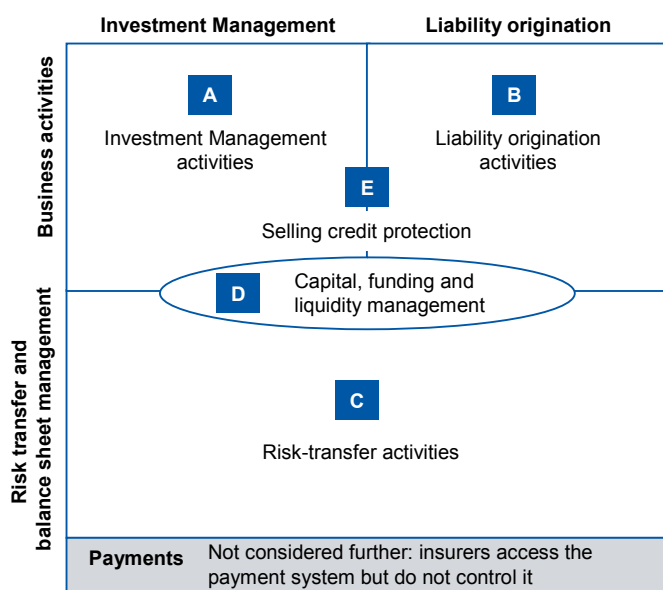 Investment Management
Liability origination
Business activities
A
Investment Management
activities
B
Liability origination
activities
E
Selling credit protection
D
Capital, funding and
liquidity management
Risk transfer and
balance sheet management
C
Risk-transfer activities
Payments
Not considered further: insurers access the
payment system but do not control it